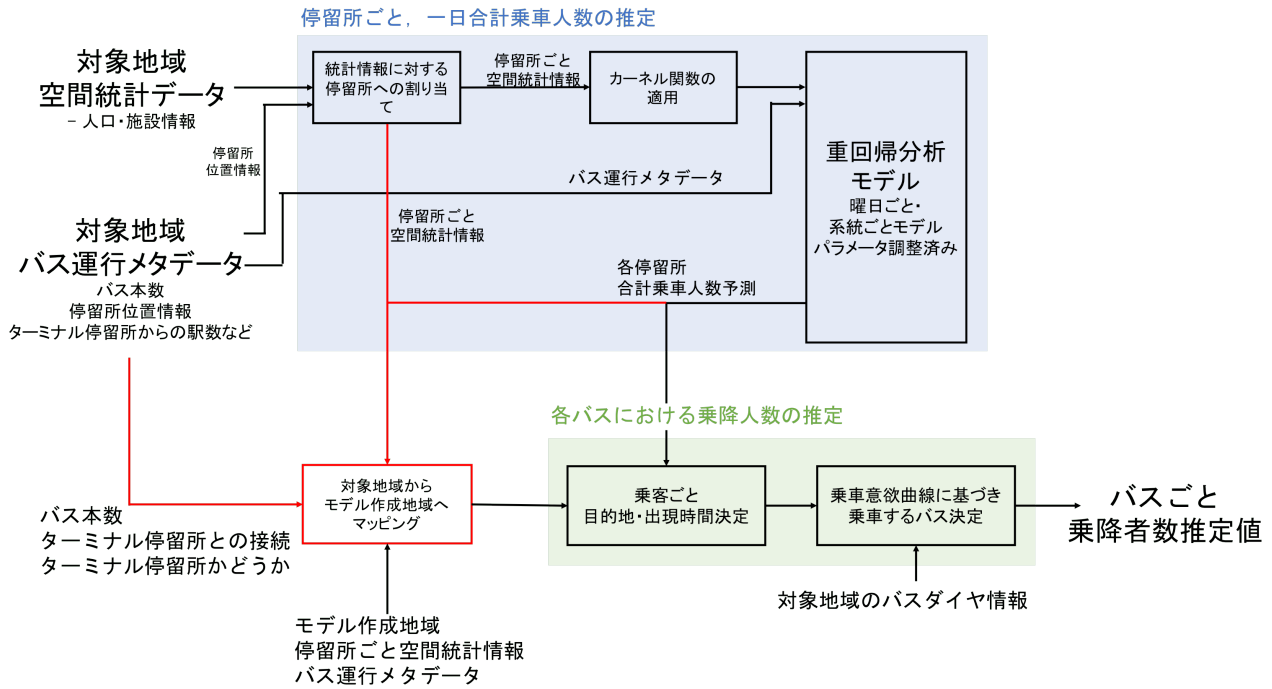 停留所ごと，一日合計乗車人数の推定
対象地域
空間統計データ
– 人口・施設情報
統計情報に対する
停留所への割り当
て
停留所ごと
空間統計情報
カーネル関数の
適用
停留所
位置情報
バス運行メタデータ
重回帰分析
モデル
曜日ごと・
系統ごとモデル
パラメータ調整済み
対象地域
バス運行メタデータ
バス本数
停留所位置情報
ターミナル停留所からの駅数など
停留所ごと
空間統計情報
各停留所
合計乗車人数予測
各バスにおける乗降人数の推定
対象地域から
モデル作成地域へ
マッピング
乗客ごと
目的地・出現時間決定
乗車意欲曲線に基づき
乗車するバス決定
バスごと
乗降者数推定値
バス本数
ターミナル停留所との接続
ターミナル停留所かどうか
対象地域のバスダイヤ情報
モデル作成地域
停留所ごと空間統計情報
バス運行メタデータ